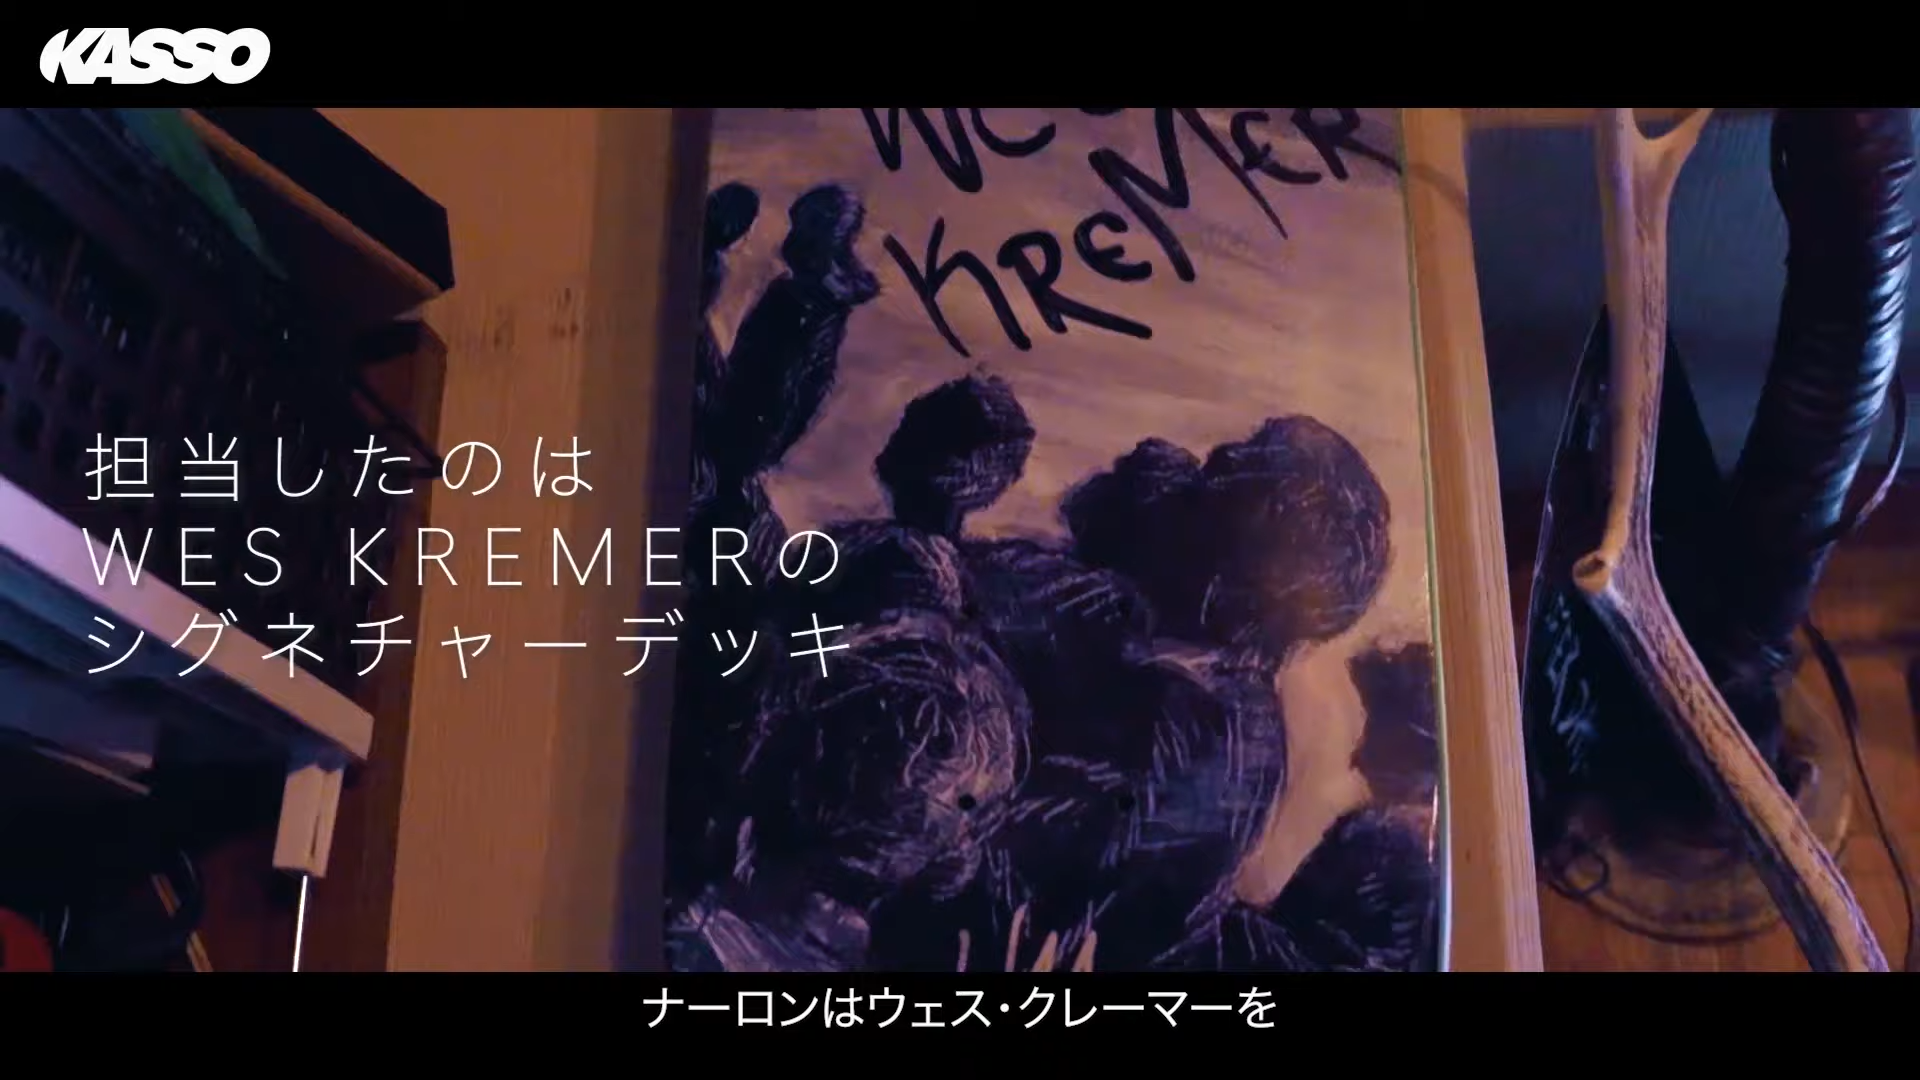 KASSO
KREMER
担当したのは
WES KREMERの
シグネチャーデッキ
ナーロンはウェス・クレーマーを